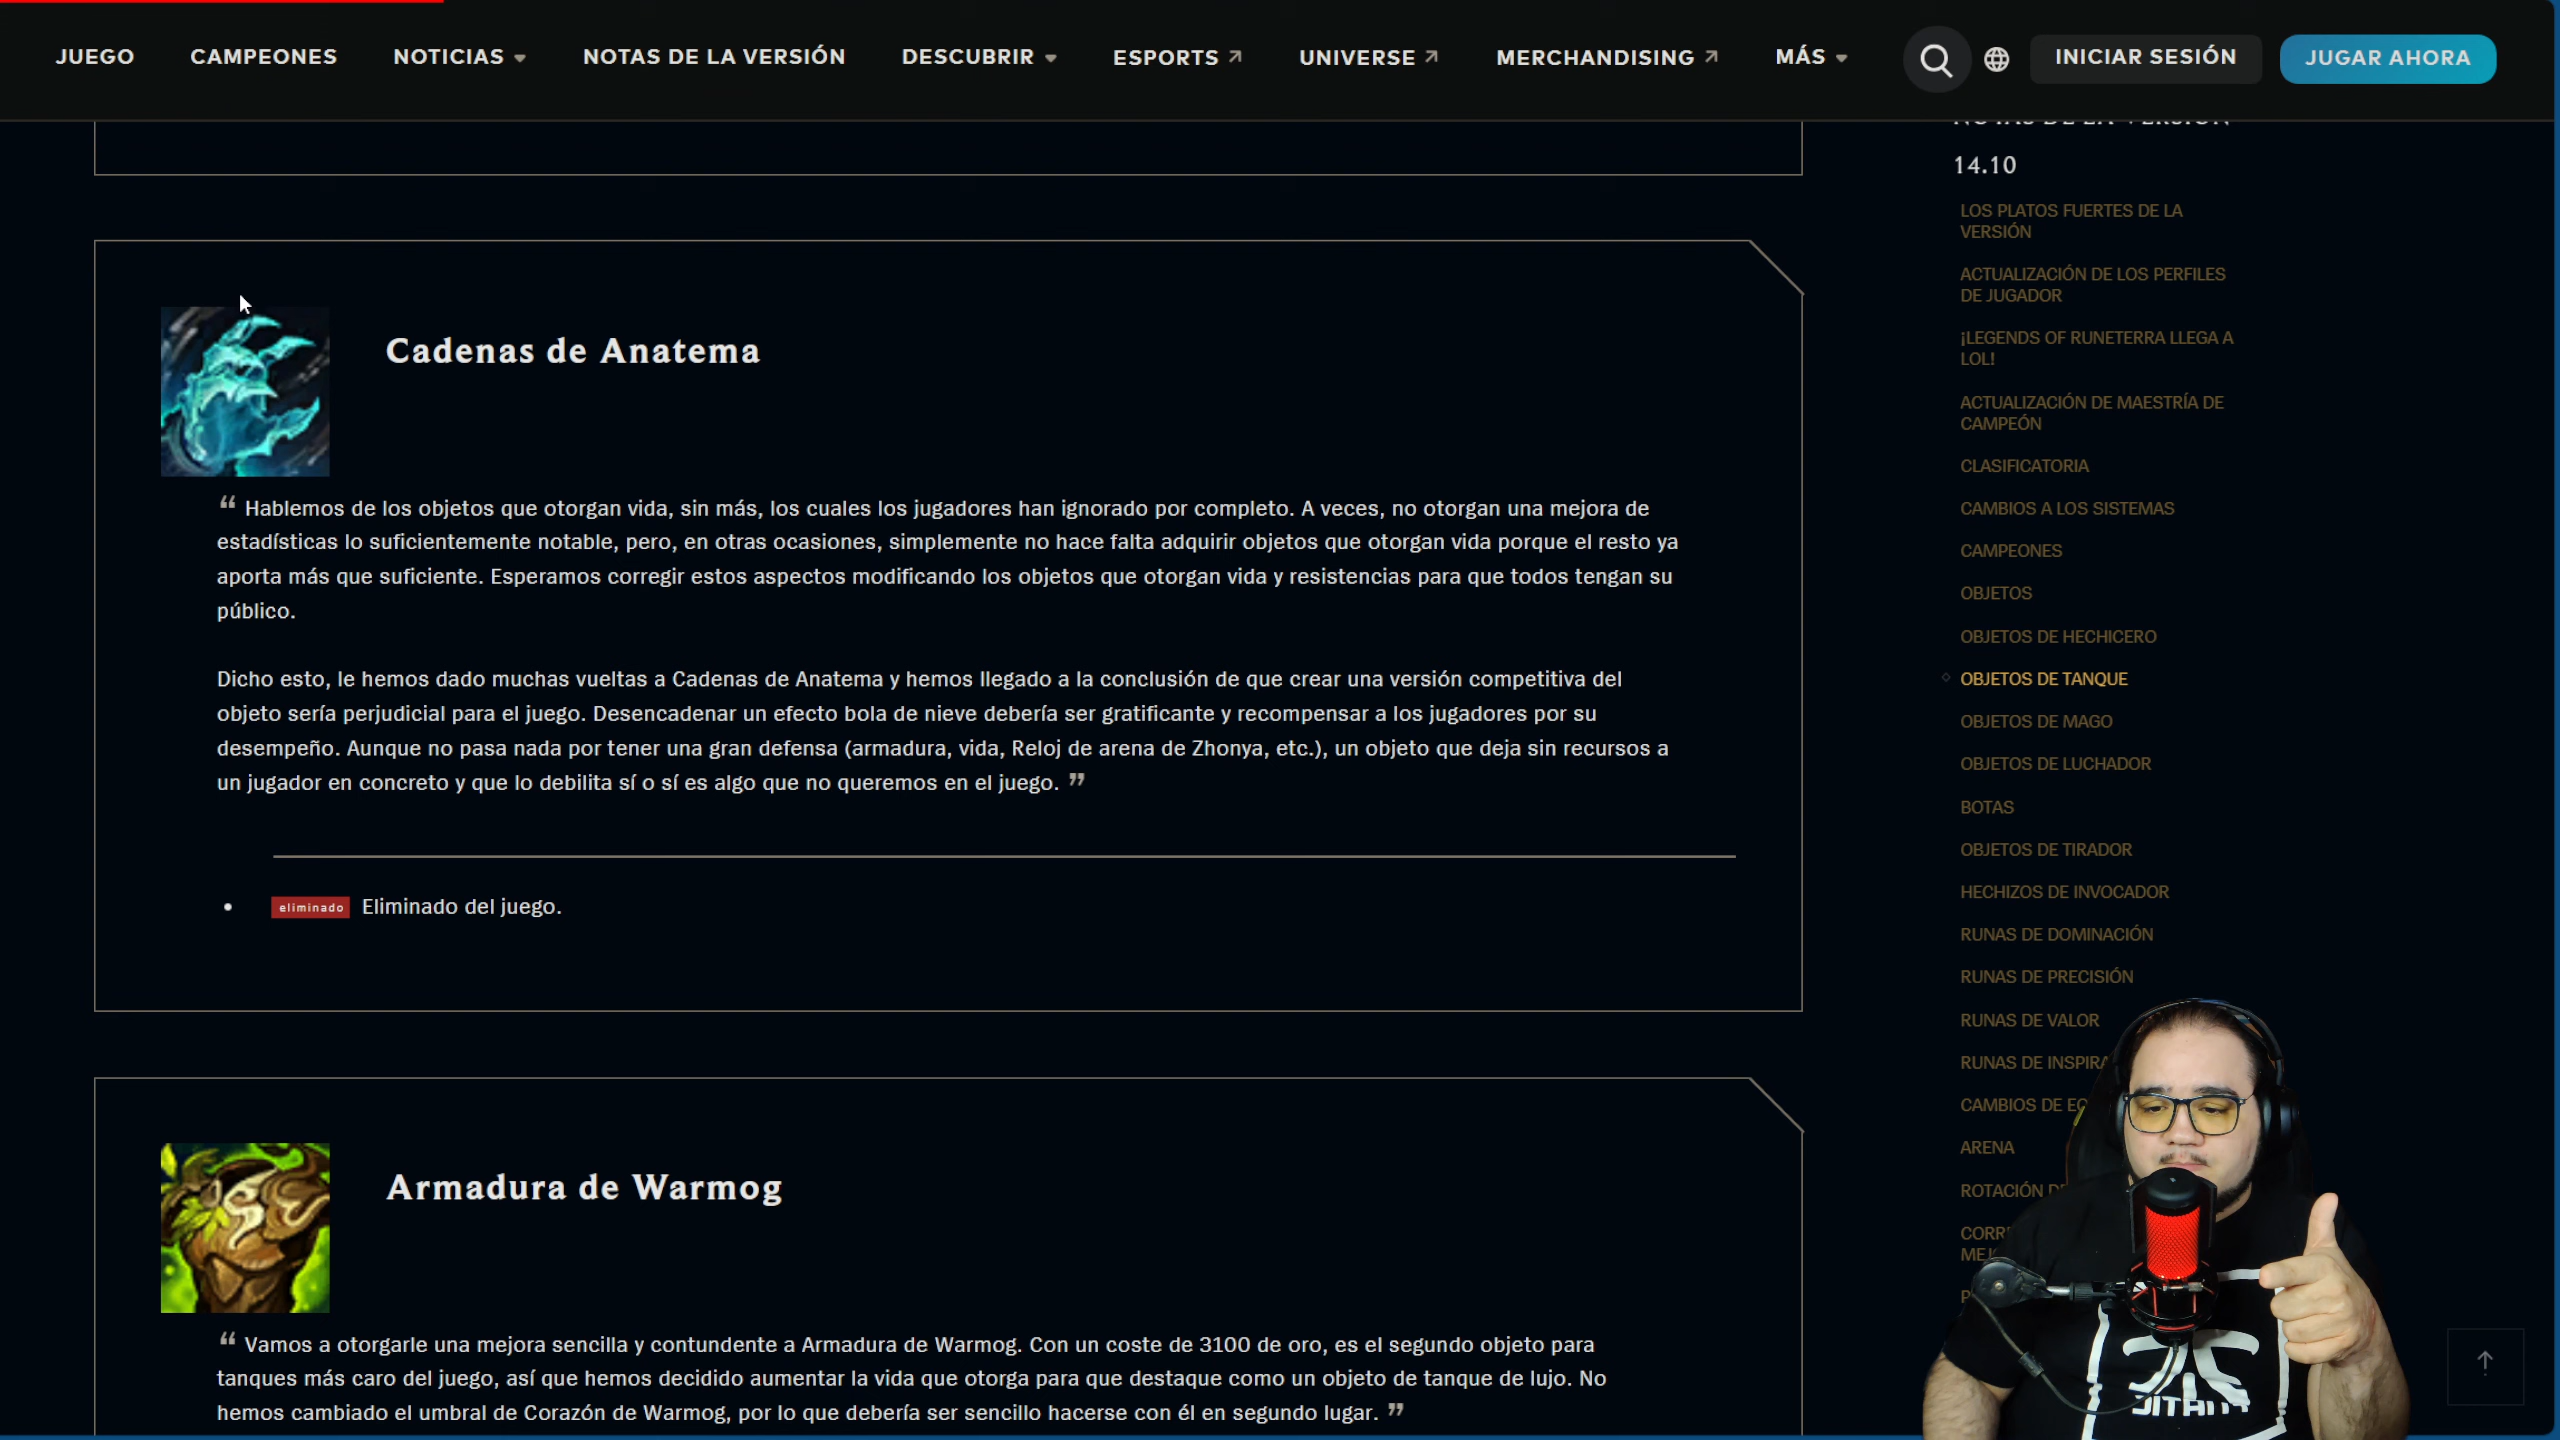 JUEGO
CAMPEONES
NOTICIAS
NOTAS DE LA VERSIÓN
DESCUBRIR
ESPORTS
UNIVERSE
MERCHANDISING
MÁS
INICIAR SESIÓN
JUGAR AHORA
Cadenas de Anatema
“ Hablemos de los objetos que otorgan vida, sin más, los cuales los jugadores han ignorado por completo. A veces, no otorgan una mejora de
estadísticas lo suficientemente notable, pero, en otras ocasiones, simplemente no hace falta adquirir objetos que otorgan vida porque el resto ya
aporta más que suficiente. Esperamos corregir estos aspectos modificando los objetos que otorgan vida y resistencias para que todos tengan su
público.
Dicho esto, le hemos dado muchas vueltas a Cadenas de Anatema y hemos llegado a la conclusión de que crear una versión competitiva del
objeto sería perjudicial para el juego. Desencadenar un efecto bola de nieve debería ser gratificante y recompensar a los jugadores por su
desempeño. Aunque no pasa nada por tener una gran defensa (armadura, vida, Reloj de arena de Zhonya, etc.), un objeto que deja sin recursos a
un jugador en concreto y que lo debilita sí o sí es algo que no queremos en el juego. ”
• eliminado Eliminado del juego.
Armadura de Warmog
“ Vamos a otorgarle una mejora sencilla y contundente a Armadura de Warmog. Con un coste de 3100 de oro, es el segundo objeto para
tanques más caro del juego, así que hemos decidido aumentar la vida que otorga para que destaque como un objeto de tanque de lujo. No
hemos cambiado el umbral de Corazón de Warmog, por lo que debería ser sencillo hacerse con él en segundo lugar. ”
NOTAS DE LA VERSIÓN
14.10
LOS PLATOS FUERTES DE LA
VERSIÓN
ACTUALIZACIÓN DE LOS PERFILES
DE JUGADOR
¡LEGENDS OF RUNETERRA LLEGA A
LOL!
ACTUALIZACIÓN DE MAESTRÍA DE
CAMPEÓN
CLASIFICATORIA
CAMBIOS A LOS SISTEMAS
CAMPEONES
OBJETOS
OBJETOS DE HECHICERO
OBJETOS DE TANQUE
OBJETOS DE MAGO
OBJETOS DE LUCHADOR
BOTAS
OBJETOS DE TIRADOR
HECHIZOS DE INVOCADOR
RUNAS DE DOMINACIÓN
RUNAS DE PRECISIÓN
RUNAS DE VALOR
RUNAS DE INSPIRA
CAMBIOS DE
ARENA
ROTACIÓN